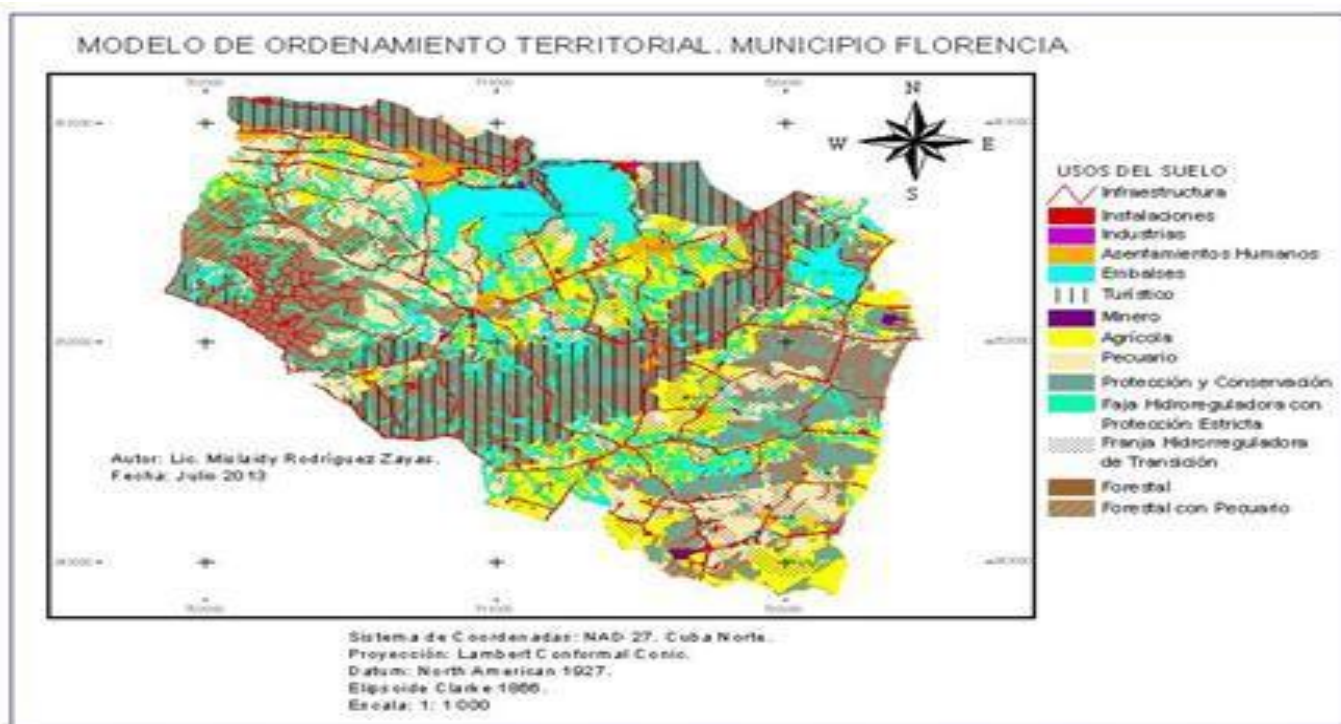 MODELO DE ORDENAMIENTO TERRITORIAL. MUNICIPIO FLORENCIA
N
W E
S
USOS DEL SUELO
Infraestructura
Instalaciones
Industrias
Asentamientos Humanos
Embalses
Turístico
Minero
Agrícola
Pecuario
Protección y Conservación
Faja Hidroreguladora con
Protección Estricta
Franja Hidrorreguladora
de Transición
Forestal
Forestal con Pecuario
Autor: Lic. Mislaidy Rodríguez Zayas.
Fecha: Julio 2013
Sistema de Coordenadas: NAD 27. Cuba Norte.
Proyección: Lambert Conformal Conic.
Datum: North American 1927.
Elipsoide Clarke 1866.
Escala: 1: 1 000